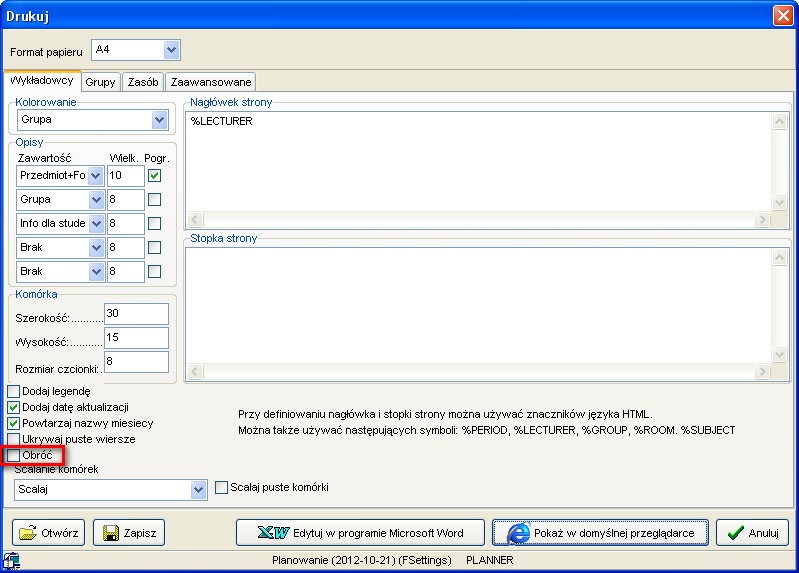 Drukuj
Format papieru A4
Wykładowcy Grupy Zasób Zaawansowane
Kolorowanie
Grupa
Opisy
Zawartość Wielk. Pogr.
Przedmiot+Fo 10
Grupa 8
Info dla stude 8
Brak 8
Brak 8
Komórka
Szerokość:........... 30
Wysokość:........... 15
Rozmiar czcionki:. 8
Nagłówek strony
%LECTURER
Stopka strony
Dodaj legendę
Dodaj datę aktualizacji
Powtarzaj nazwy miesiecy
Ukrywaj puste wiersze
Obróć
Przy definiowaniu nagłówka i stopki strony można używać znaczników języka HTML.
Można także używać następujących symboli: %PERIOD, %LECTURER, %GROUP, %ROOM. %SUBJECT
Scalanie komórek
Scalaj Scalaj puste komórki
Otwórz Zapisz Edytuj w programie Microsoft Word Pokaż w domyślnej przeglądarce Anuluj
Planowanie (2012-10-21) (FSettings) PLANNER